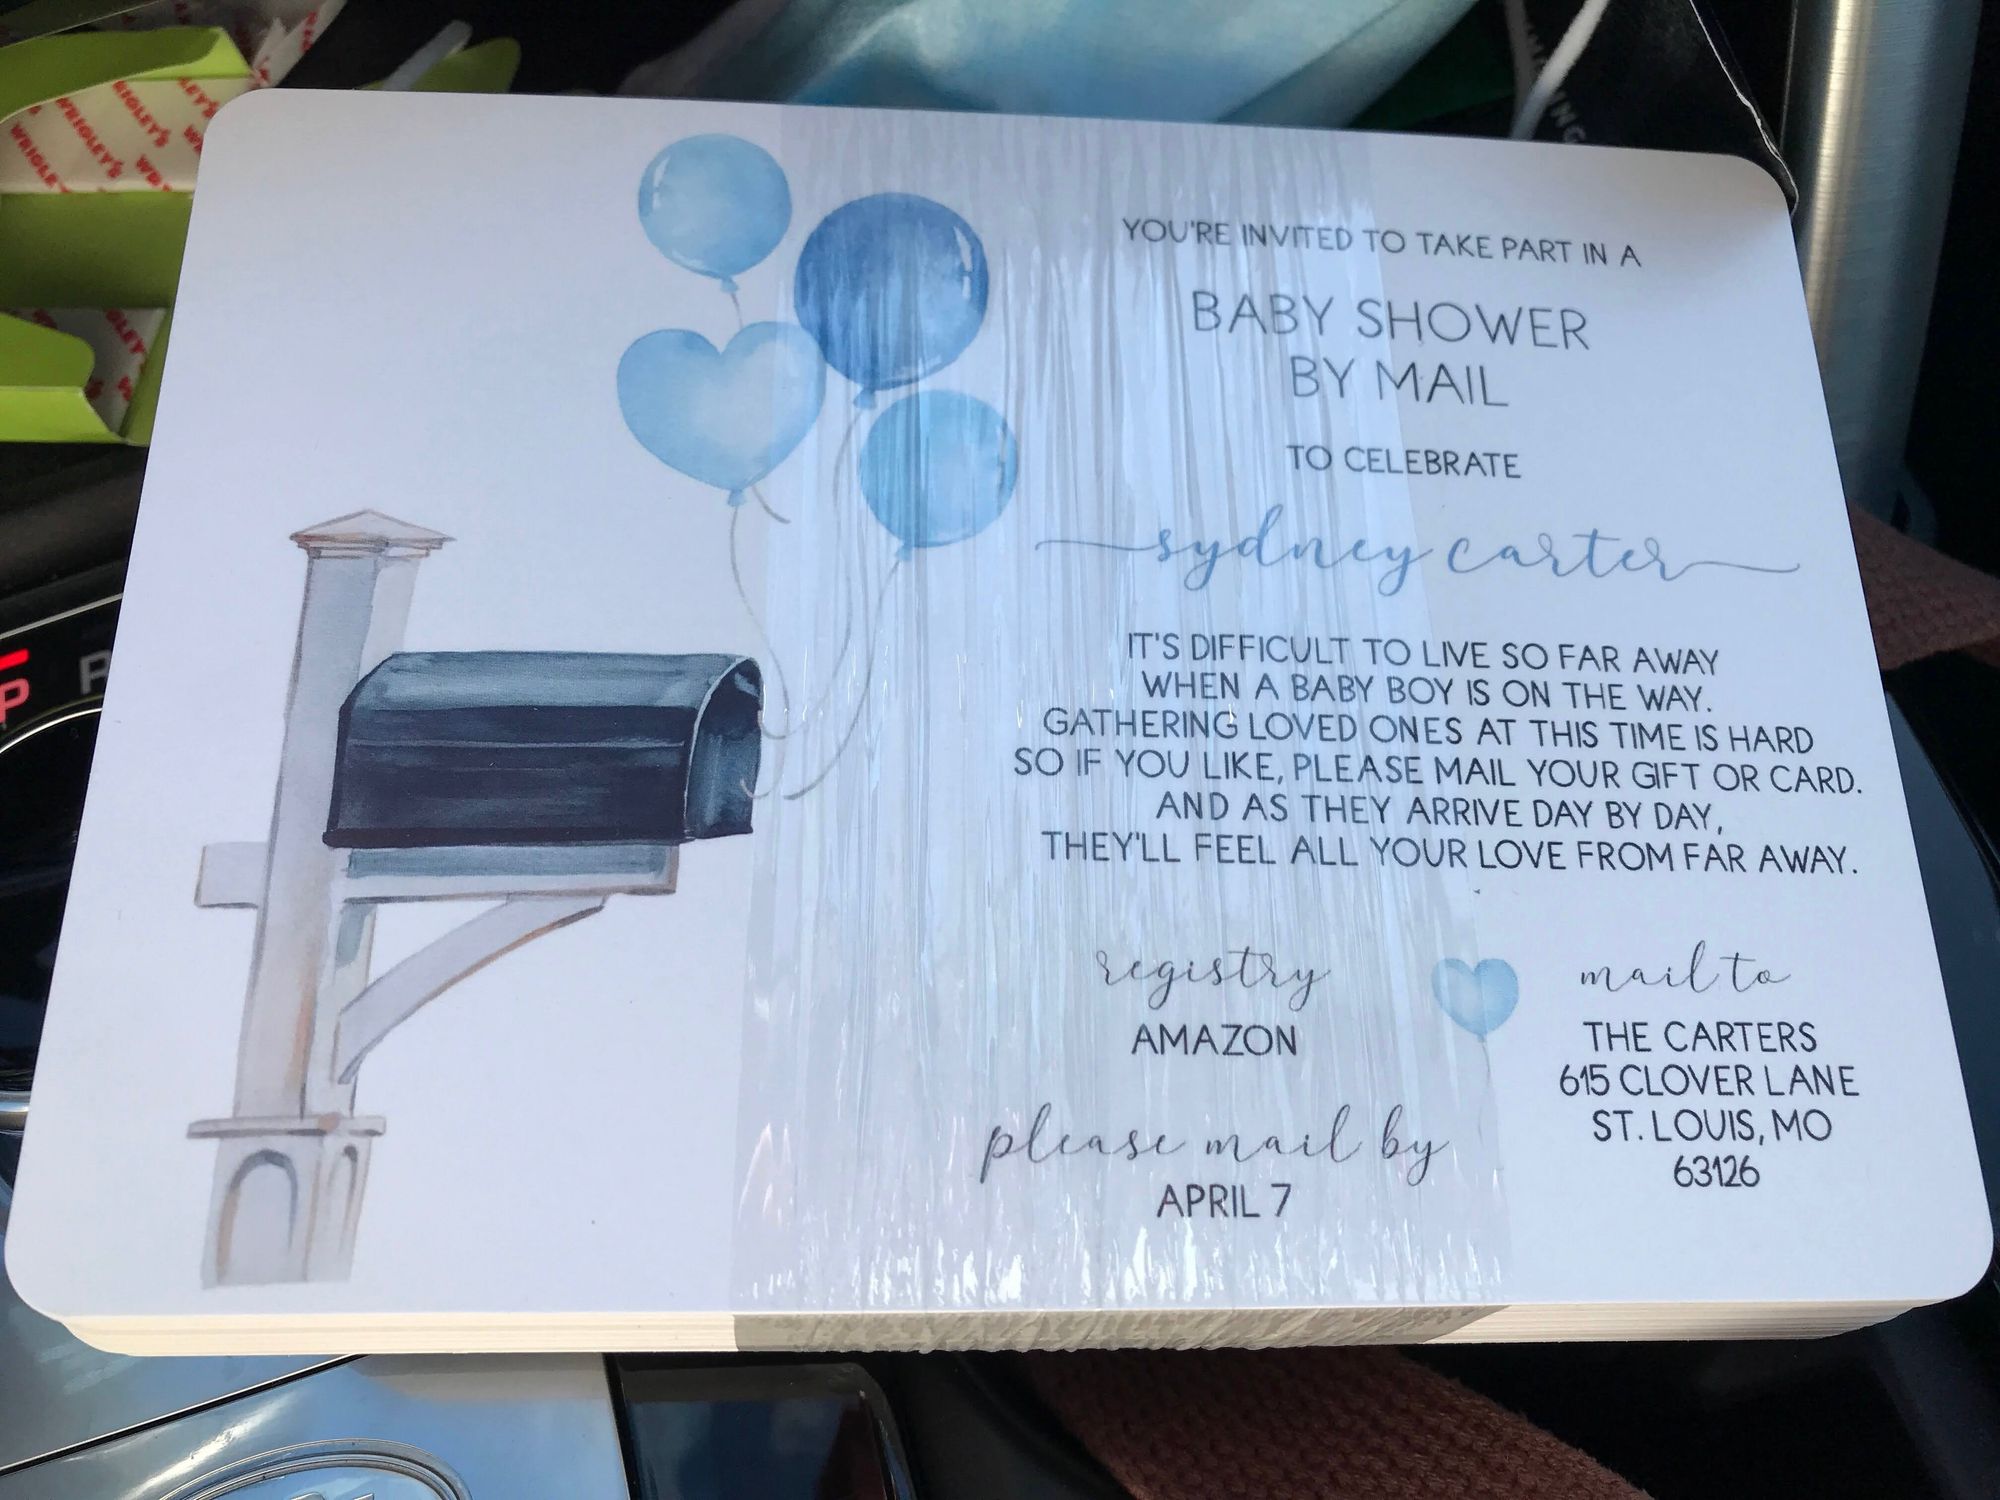 WRIGLEY'S
WRIGLEY'S
P
R
YOU'RE INVITED TO TAKE PART IN A
BABY SHOWER
BY MAIL
TO CELEBRATE
sydney carter
IT'S DIFFICULT TO LIVE SO FAR AWAY
WHEN A BABY BOY IS ON THE WAY.
GATHERING LOVED ONES AT THIS TIME IS HARD
SO IF YOU LIKE, PLEASE MAIL YOUR GIFT OR CARD.
AND AS THEY ARRIVE DAY BY DAY,
THEY'LL FEEL ALL YOUR LOVE FROM FAR AWAY.
registry
AMAZON
please mail by
APRIL 7
mail to
THE CARTERS
615 CLOVER LANE
ST. LOUIS, MO
63126